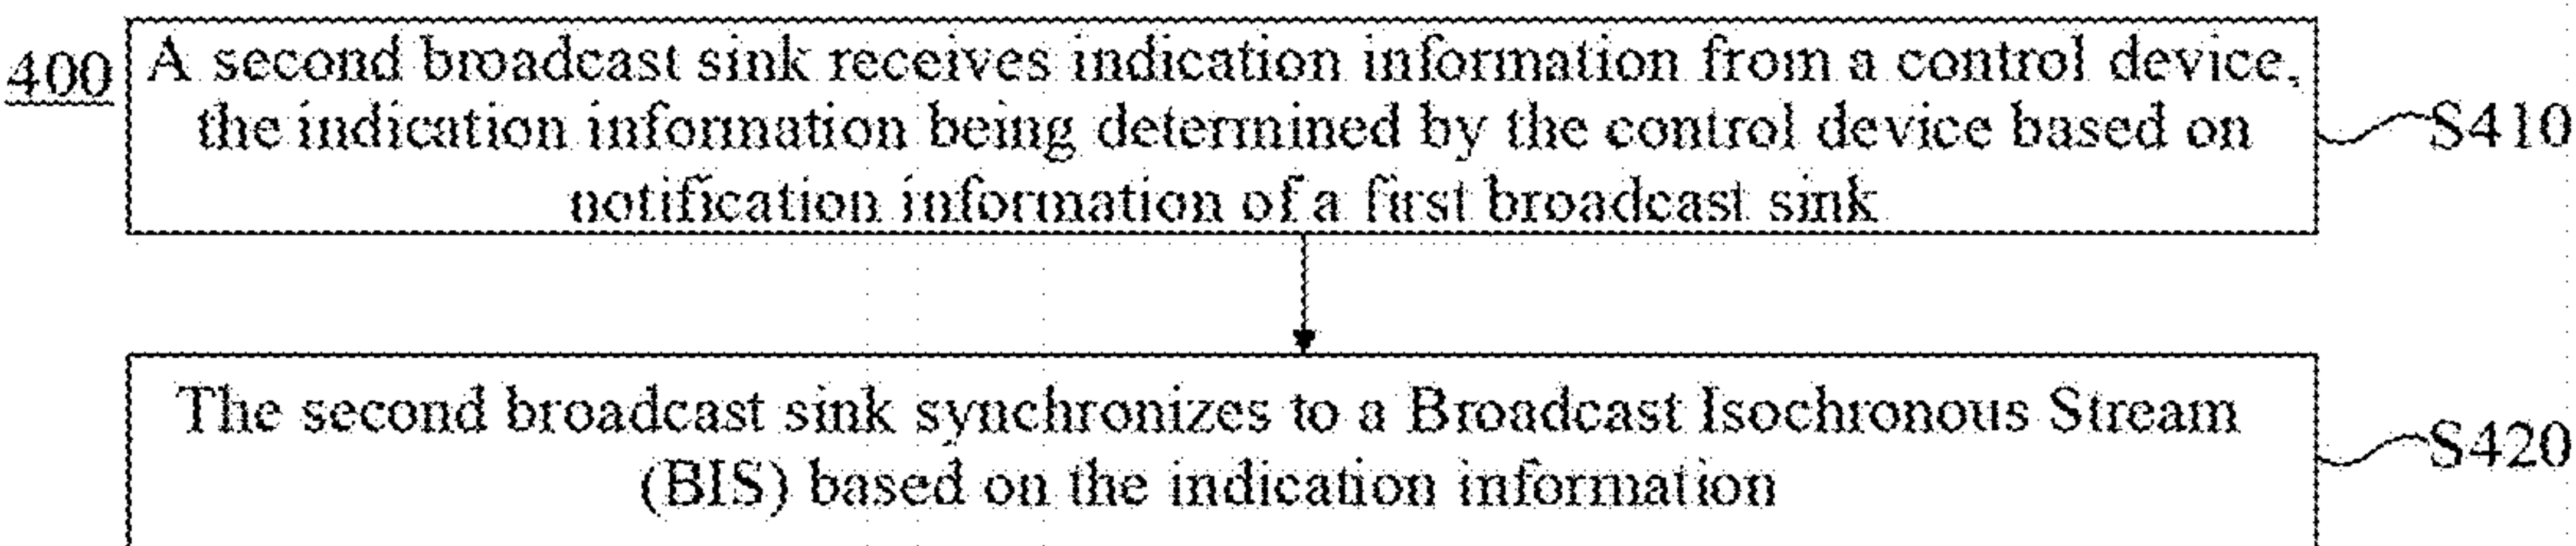 400
A second broadcast sink receives indication information from a control device,
the indication information being determined by the control device based on
notification information of a first broadcast sink
S410
The second broadcast sink synchronizes to a Broadcast Isochronous Stream
(BIS) based on the indication information
S420